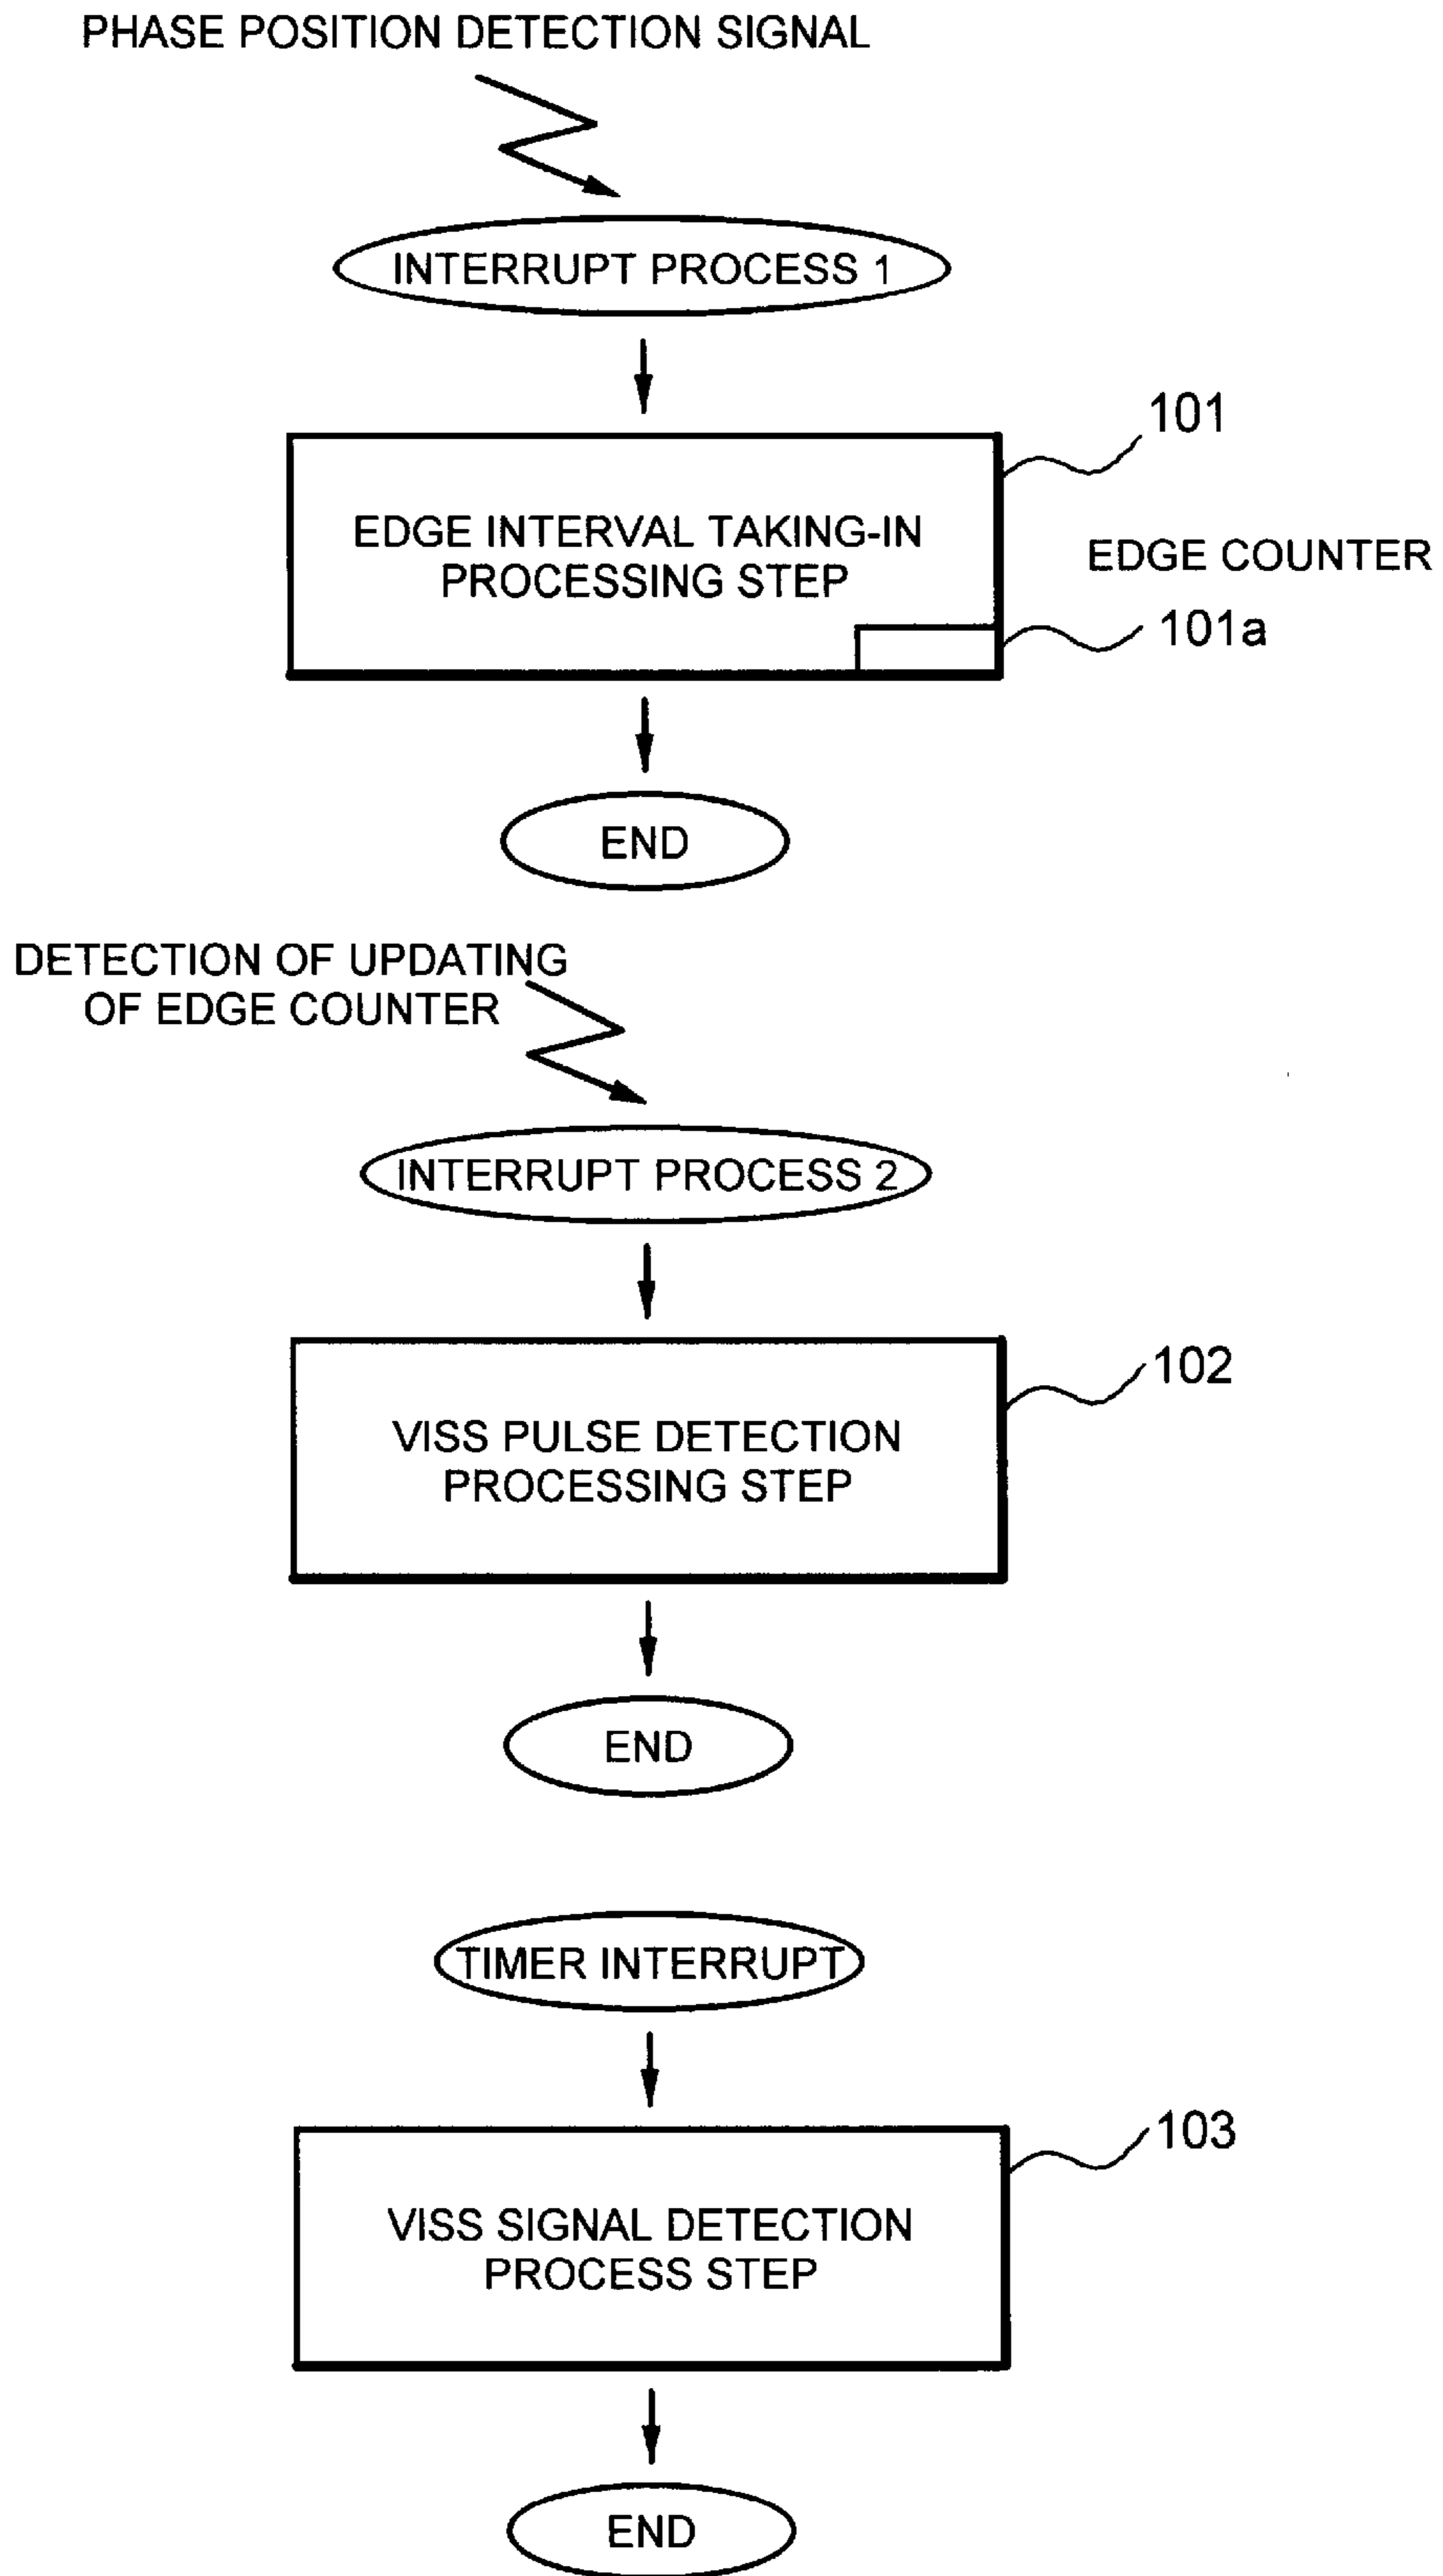 PHASE POSITION DETECTION SIGNAL
INTERRUPT PROCESS 1
101
EDGE INTERVAL TAKING-IN
PROCESSING STEP
EDGE COUNTER
101a
END
DETECTION OF UPDATING
OF EDGE COUNTER
INTERRUPT PROCESS 2
102
VISS PULSE DETECTION
PROCESSING STEP
END
TIMER INTERRUPT
103
VISS SIGNAL DETECTION
PROCESS STEP
END